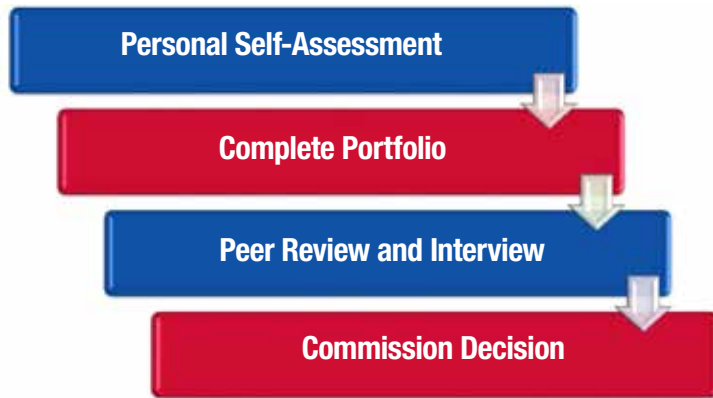 Personal Self-Assessment
Complete Portfolio
Peer Review and Interview
Commission Decision